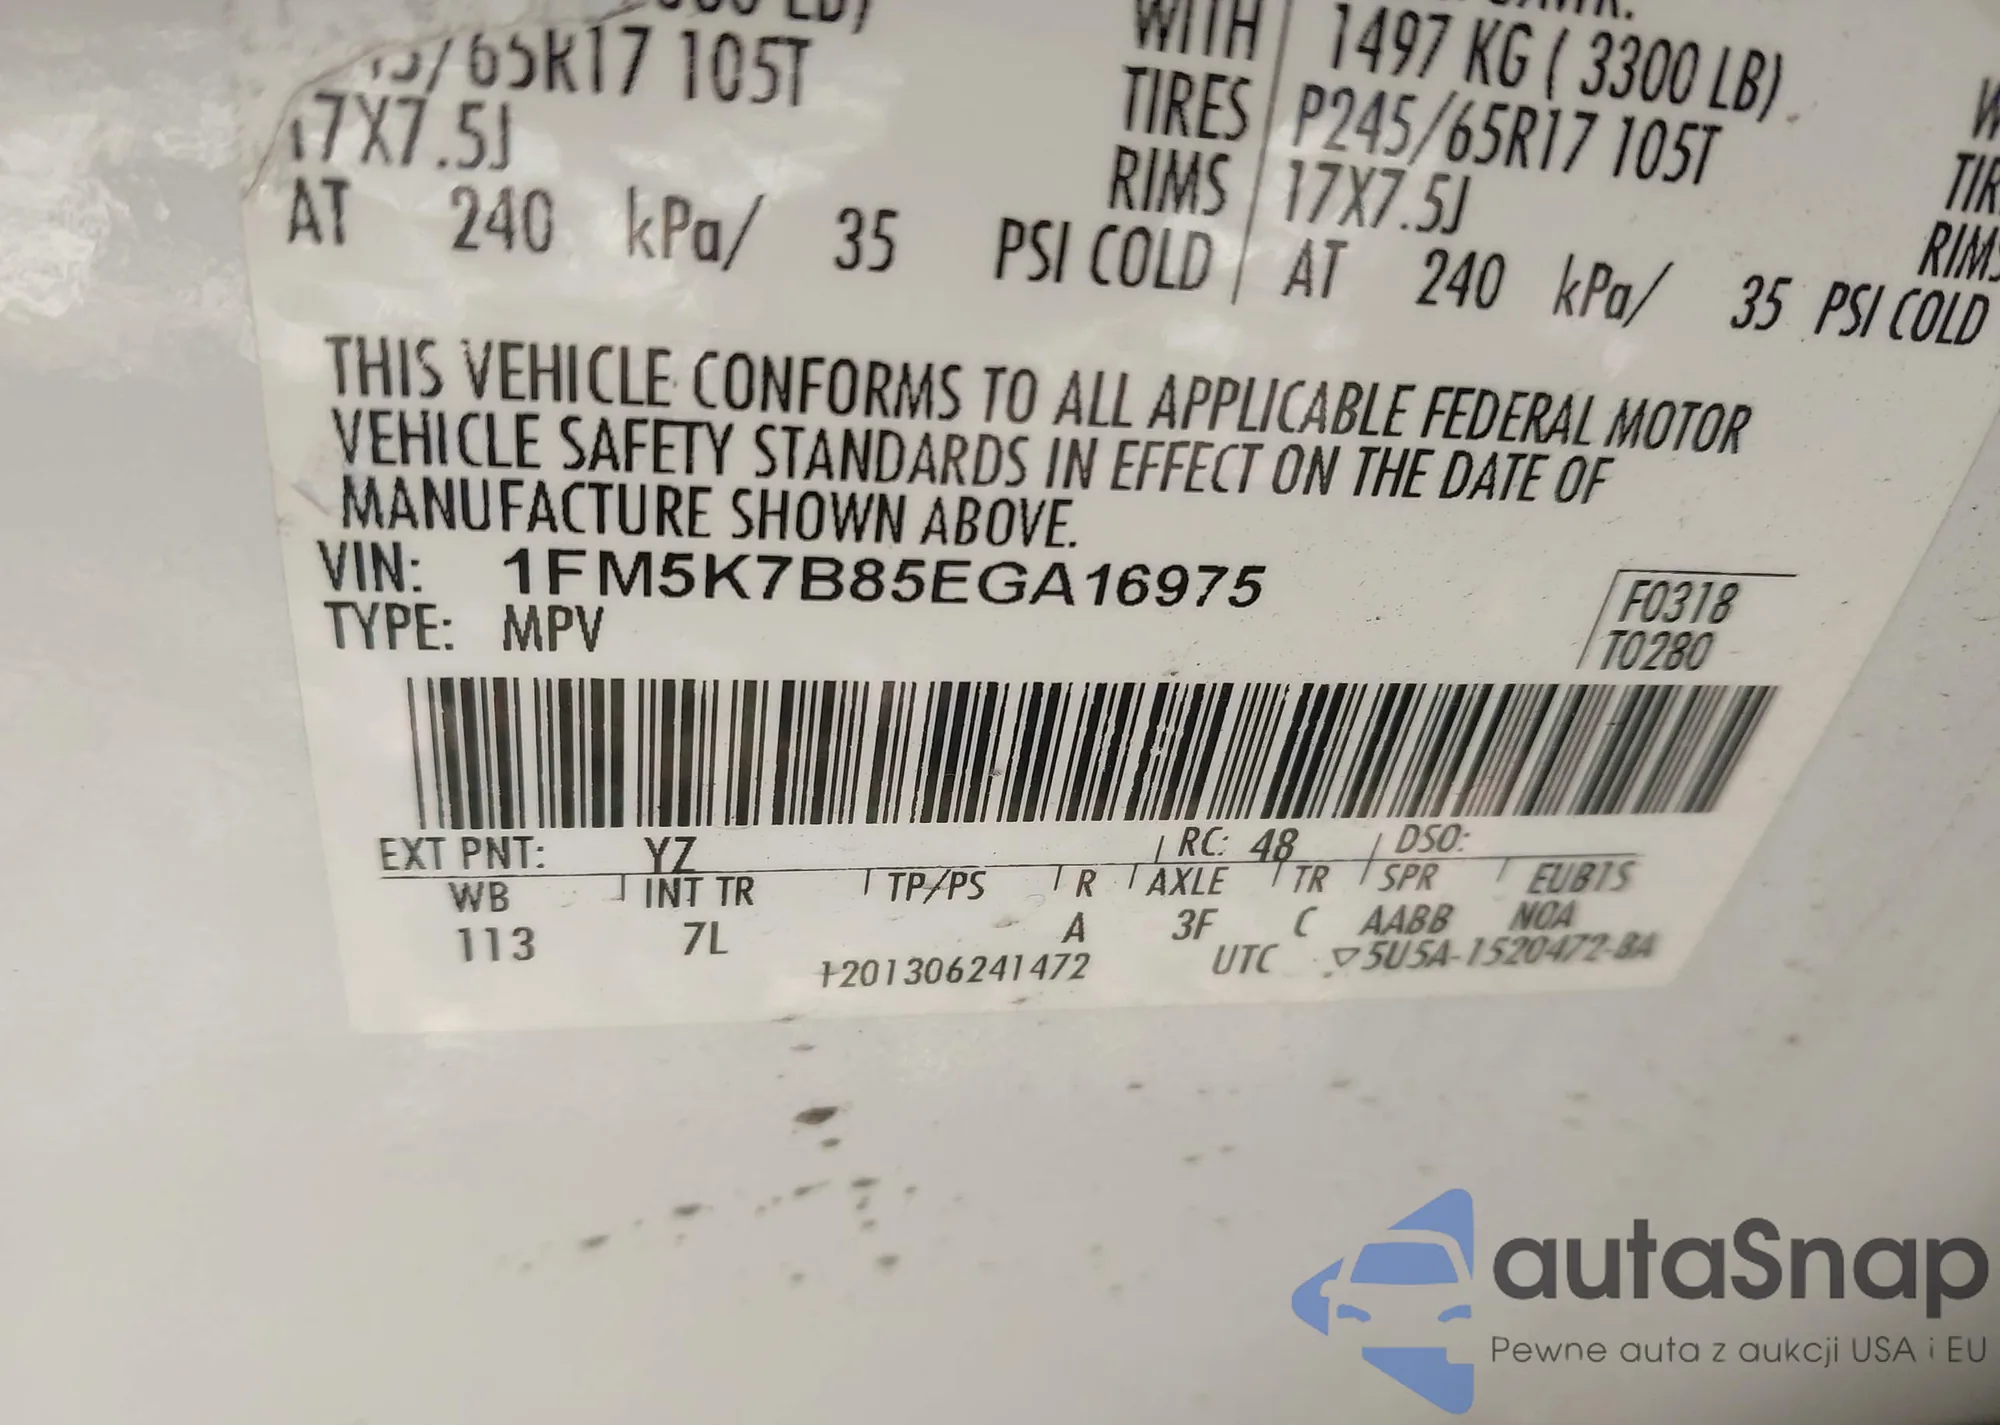 LB)
/65R17 105T
17X7.5J
AT 240 kPa/ 35 PSI COLD
WITH 1497 KG ( 3300 LB)
TIRES P245/65R17 105T
RIMS 17X7.5J
AT 240 kPa/ 35 PSI COLD
RIMS
THIS VEHICLE CONFORMS TO ALL APPLICABLE FEDERAL MOTOR
VEHICLE SAFETY STANDARDS IN EFFECT ON THE DATE OF
MANUFACTURE SHOWN ABOVE.
VIN: 1FM5K7B85EGA16975
TYPE: MPV
F0318
T0280
EXT PNT: YZ RC: 48 DSO:
WB INT TR TP/PS R AXLE TR SPR EUB1S
113 7L A 3F C AABB N0A
1201306241472 UTC ▽5U5A-1520472-BA
autaSnap
Pewne auta z aukcji USA i EU